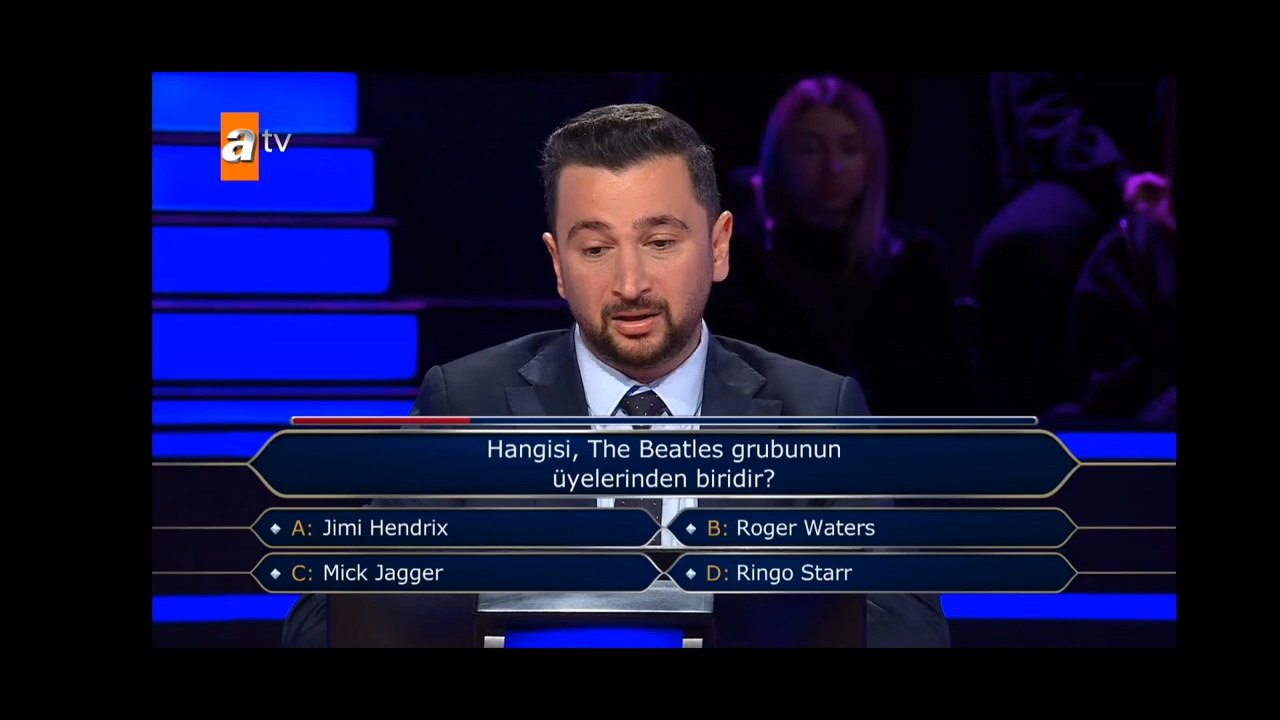 atv
Hangisi, The Beatles grubunun
üyelerinden biridir?
A: Jimi Hendrix
B: Roger Waters
C: Mick Jagger
D: Ringo Starr